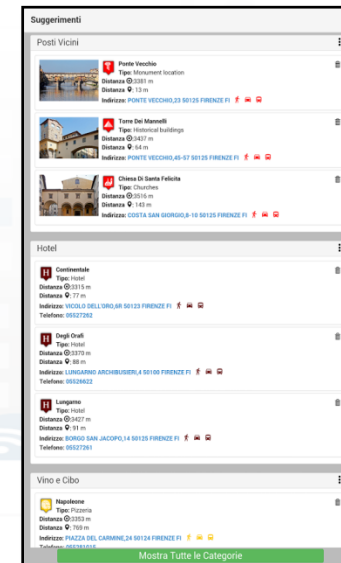 Suggerimenti
Posti Vicini
Ponte Vecchio
Tipo: Monument location
Distanza :3381 m
Distanza : 13 m
Indirizzo: PONTE VECCHIO,23 50125 FIRENZE FI
Torre Dei Mannelli
Tipo: Historical buildings
Distanza :3437 m
Distanza : 64 m
Indirizzo: PONTE VECCHIO,45-57 50125 FIRENZE FI
Chiesa Di Santa Felicita
Tipo: Churches
Distanza :3516 m
Distanza : 143 m
Indirizzo: COSTA SAN GIORGIO,8-10 50125 FIRENZE FI
Hotel
H Continentale
Tipo: Hotel
Distanza :3315 m
Distanza : 77 m
Indirizzo: VICOLO DELL'ORO,6R 50123 FIRENZE FI
Telefono: 05527262
H Degli Orafi
Tipo: Hotel
Distanza :3370 m
Distanza : 88 m
Indirizzo: LUNGARNO ARCHIBUSIERI,4 50100 FIRENZE FI
Telefono: 05526622
H Lungarno
Tipo: Hotel
Distanza :3427 m
Distanza : 91 m
Indirizzo: BORGO SAN JACOPO,14 50125 FIRENZE FI
Telefono: 05527261
Vino e Cibo
Napoleone
Tipo: Pizzeria
Distanza :3353 m
Distanza : 769 m
Indirizzo: PIAZZA DEL CARMINE,24 50124 FIRENZE FI
Mostra Tutte le Categorie